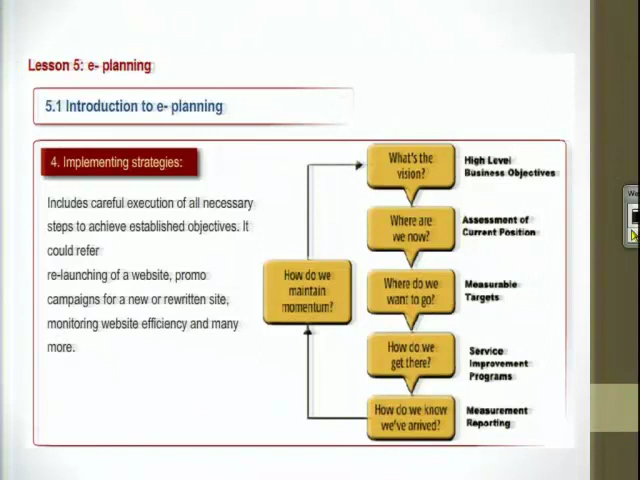 Lesson 5: e- planning
5.1 Introduction to e- planning
4. Implementing strategies:
Includes careful execution of all necessary
steps to achieve established objectives. It
could refer
re-launching of a website, promo
campaigns for a new or rewritten site,
monitoring website efficiency and many
more.
How do we
maintain
momentum?
What's the
vision?
High Level
Business Objectives
Where are
we now?
Assessment of
Current Position
Where do we
want to go?
Measurable
Targets
How do we
get there?
Service
Improvement
Programs
How do we know
we've arrived?
Measurement
Reporting